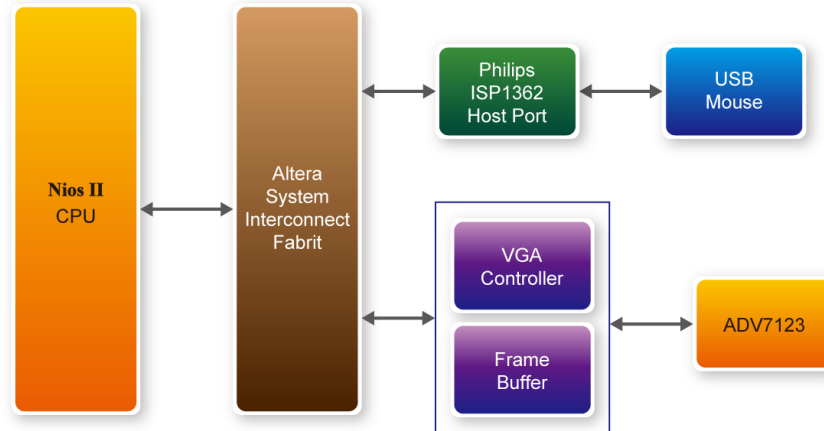 Nios II
CPU
Altera
System
Interconnect
Fabrit
Philips
ISP1362
Host Port
USB
Mouse
VGA
Controller
Frame
Buffer
ADV7123